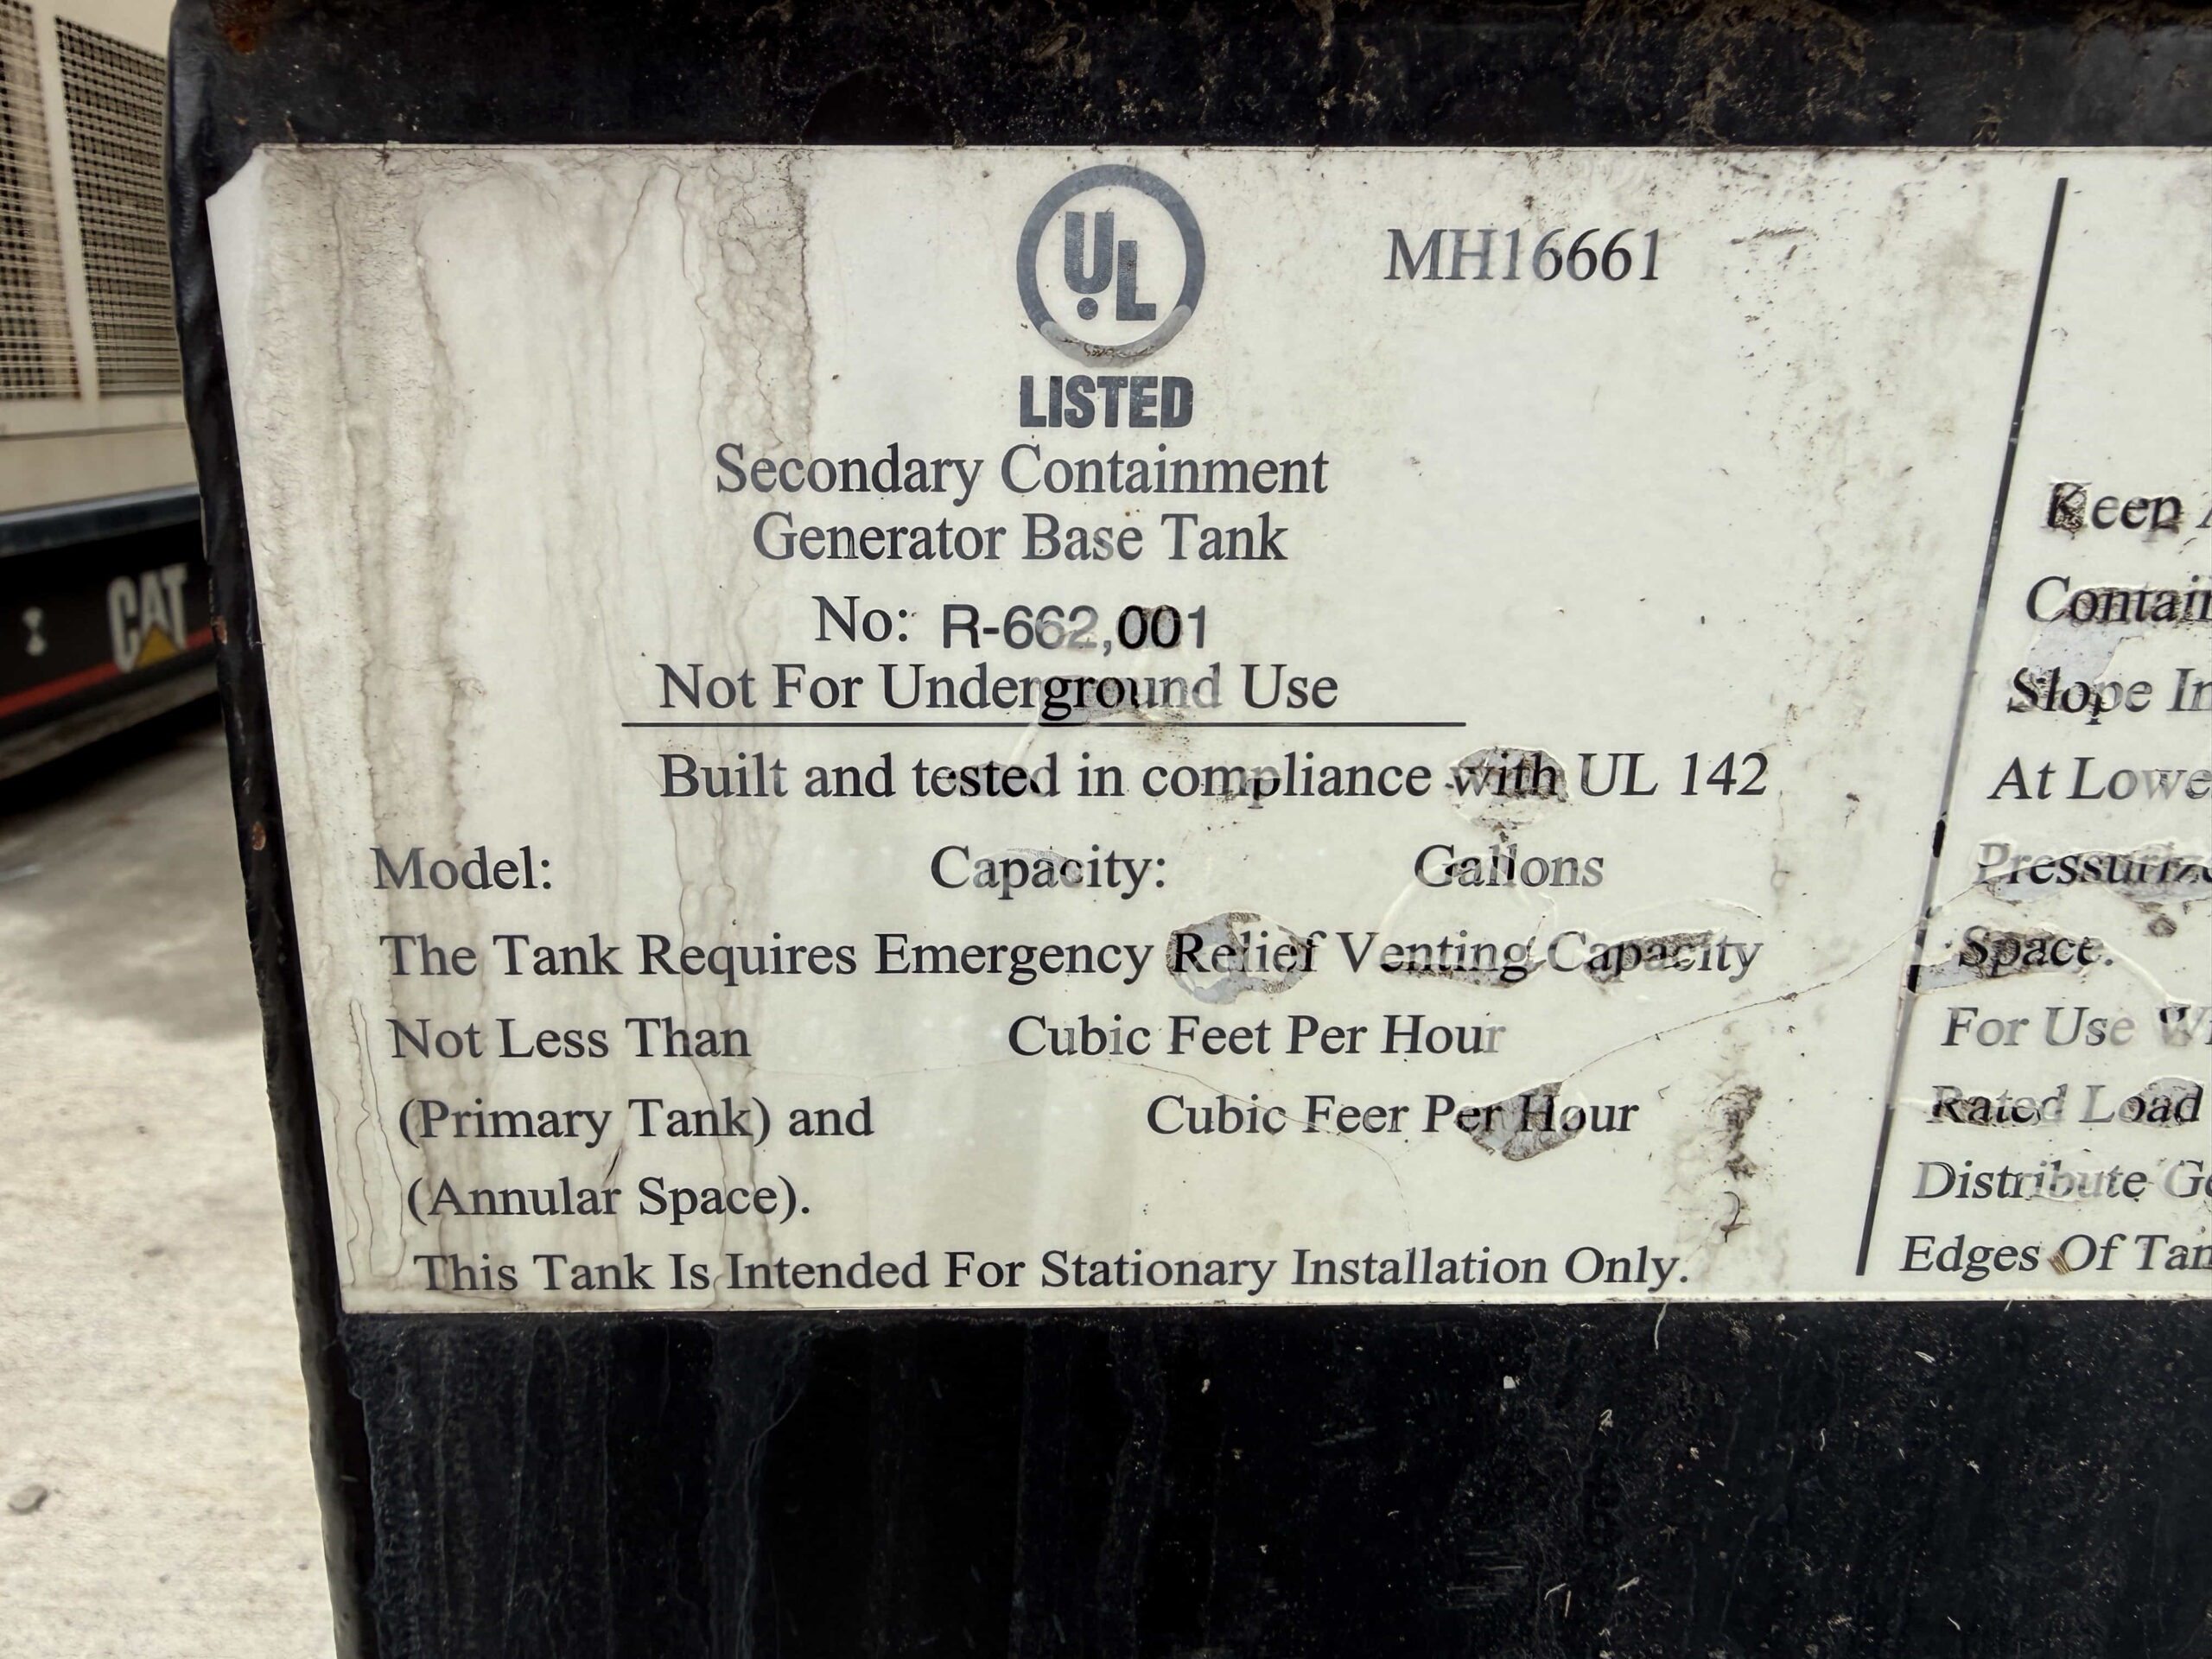 UL
MH16661
LISTED
Secondary Containment
Generator Base Tank
No: R-662,001
Not For Underground Use
Built and tested in compliance with UL 142
Model: Capacity: Gallons
The Tank Requires Emergency Relief Venting Capacity
Not Less Than Cubic Feet Per Hour
(Primary Tank) and Cubic Feer Per Hour
(Annular Space).
This Tank Is Intended For Stationary Installation Only.
Keep
Contain
Slope In
At Lowe
Pressurize
Space.
For Use Wi
Rated Load
Distribute Ge
Edges Of Tan
CAT